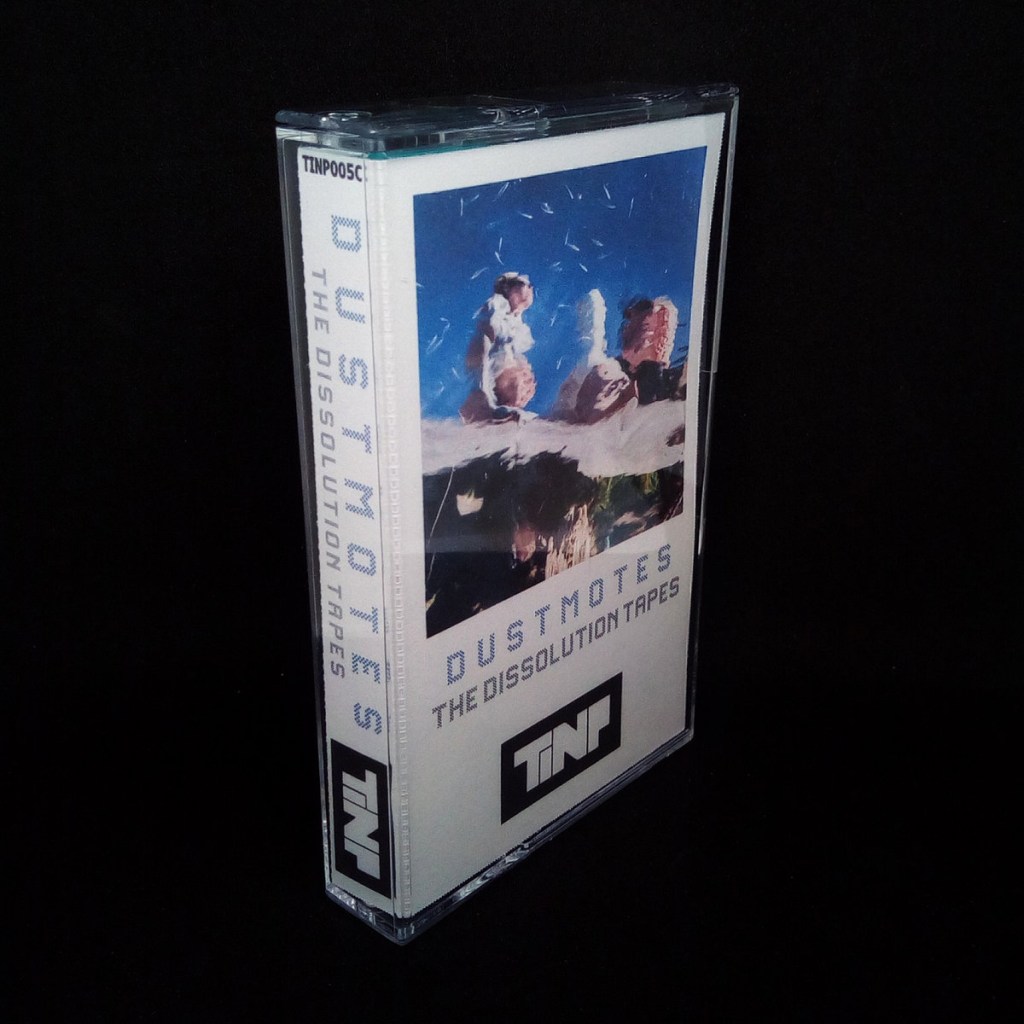 TINP005C
DUSTMOTES
THE DISSOLUTION TAPES
TINP
DUSTMOTES
THE DISSOLUTION TAPES
TINP